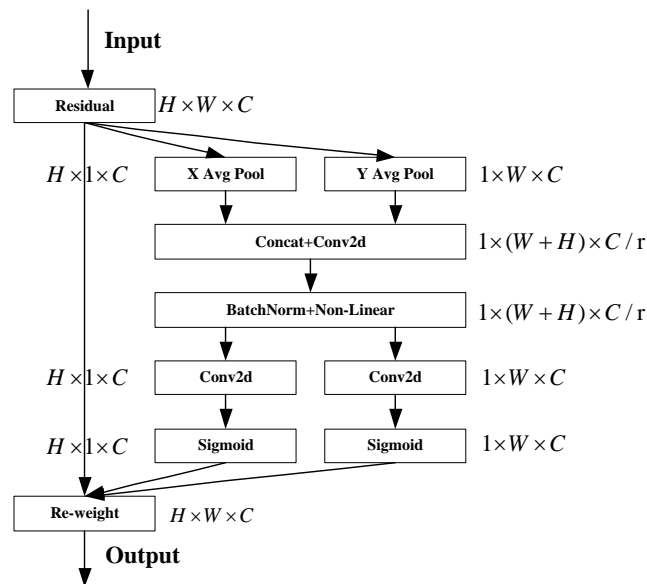 Input
Residual H × W × C
H × 1 × C X Avg Pool Y Avg Pool 1 × W × C
Concat+Conv2d 1 × (W + H) × C / r
BatchNorm+Non-Linear 1 × (W + H) × C / r
H × 1 × C Conv2d Conv2d 1 × W × C
H × 1 × C Sigmoid Sigmoid 1 × W × C
Re-weight H × W × C
Output